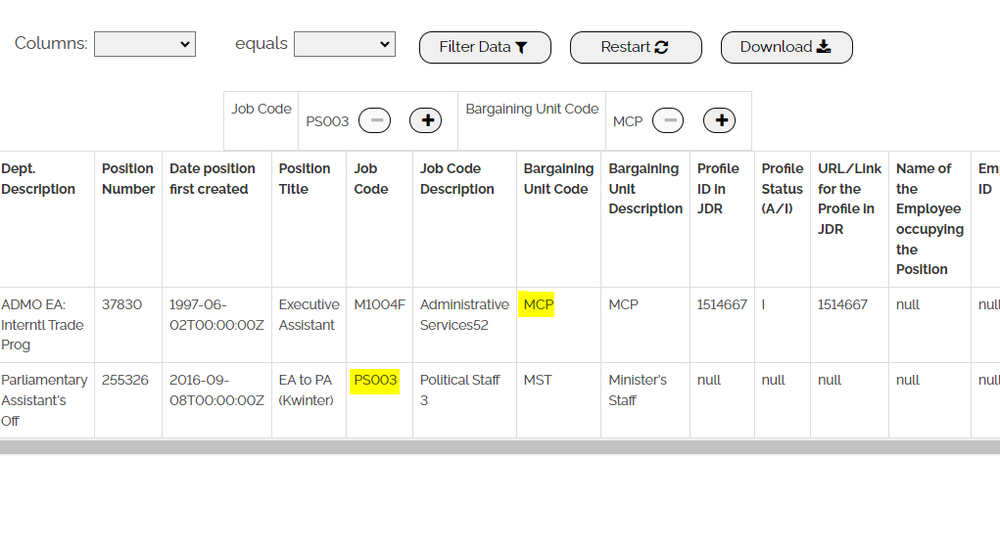 Columns: equals Filter Data Restart Download
Job Code PS003 Bargaining Unit Code MCP
Dept. Description Position Number Date position first created Position Title Job Code Job Code Description Bargaining Unit Code Bargaining Unit Description Profile ID in JDR Profile Status (A/I) URL/Link for the Profile in JDR Name of the Employee occupying the Position Em ID
ADMO EA: Interntl Trade Prog 37830 1997-06-02T00:00:00Z Executive Assistant M1004F Administrative Services52 MCP MCP 1514667 I 1514667 null null
Parliamentary Assistant's Off 255326 2016-09-08T00:00:00Z EA to PA (Kwinter) PS003 Political Staff 3 MST Minister's Staff null null null null null